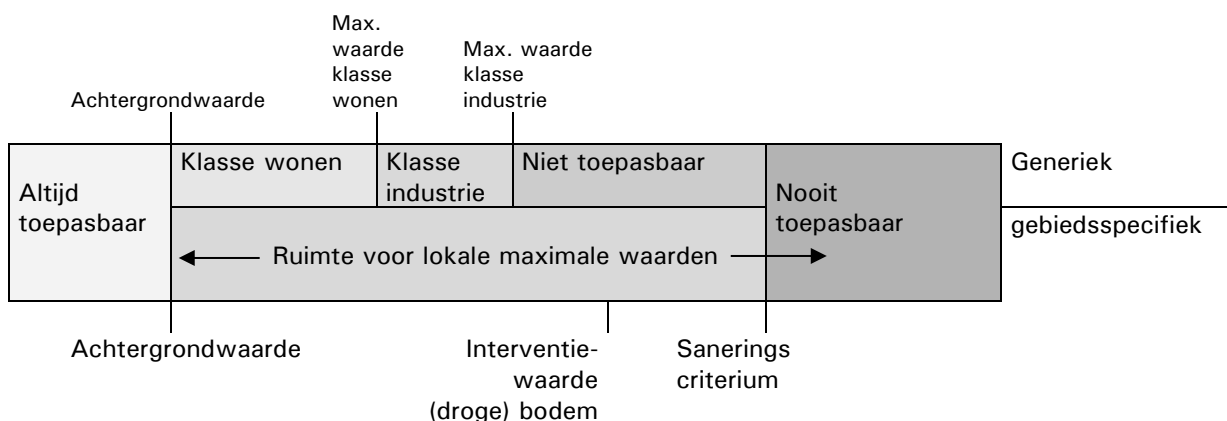 Max.
waarde
klasse
wonen
Max. waarde
klasse
industrie
Achtergrondwaarde
Klasse wonen
Klasse
industrie
Niet toepasbaar
Generiek
Altijd
toepasbaar
Nooit
toepasbaar
gebiedsspecifiek
Ruimte voor lokale maximale waarden
Achtergrondwaarde
Interventie-
waarde
(droge) bodem
Sanerings
criterium